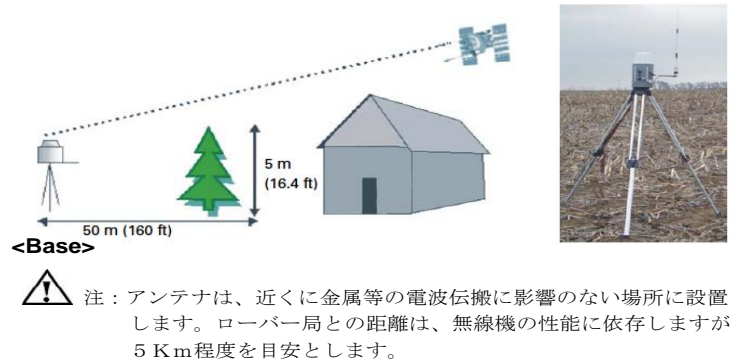 5 m
(16.4 ft)
50 m (160 ft)
<Base>
注：アンテナは、近くに金属等の電波伝搬に影響のない場所に設置
します。ローバー局との距離は、無線機の性能に依存しますが
５Ｋｍ程度を目安とします。